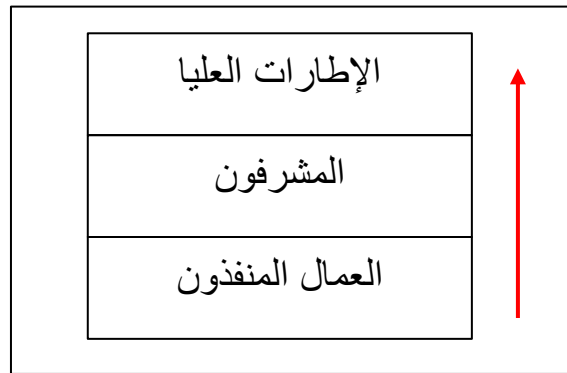 الإطارات العليا
المشرفون
العمال المنفذون